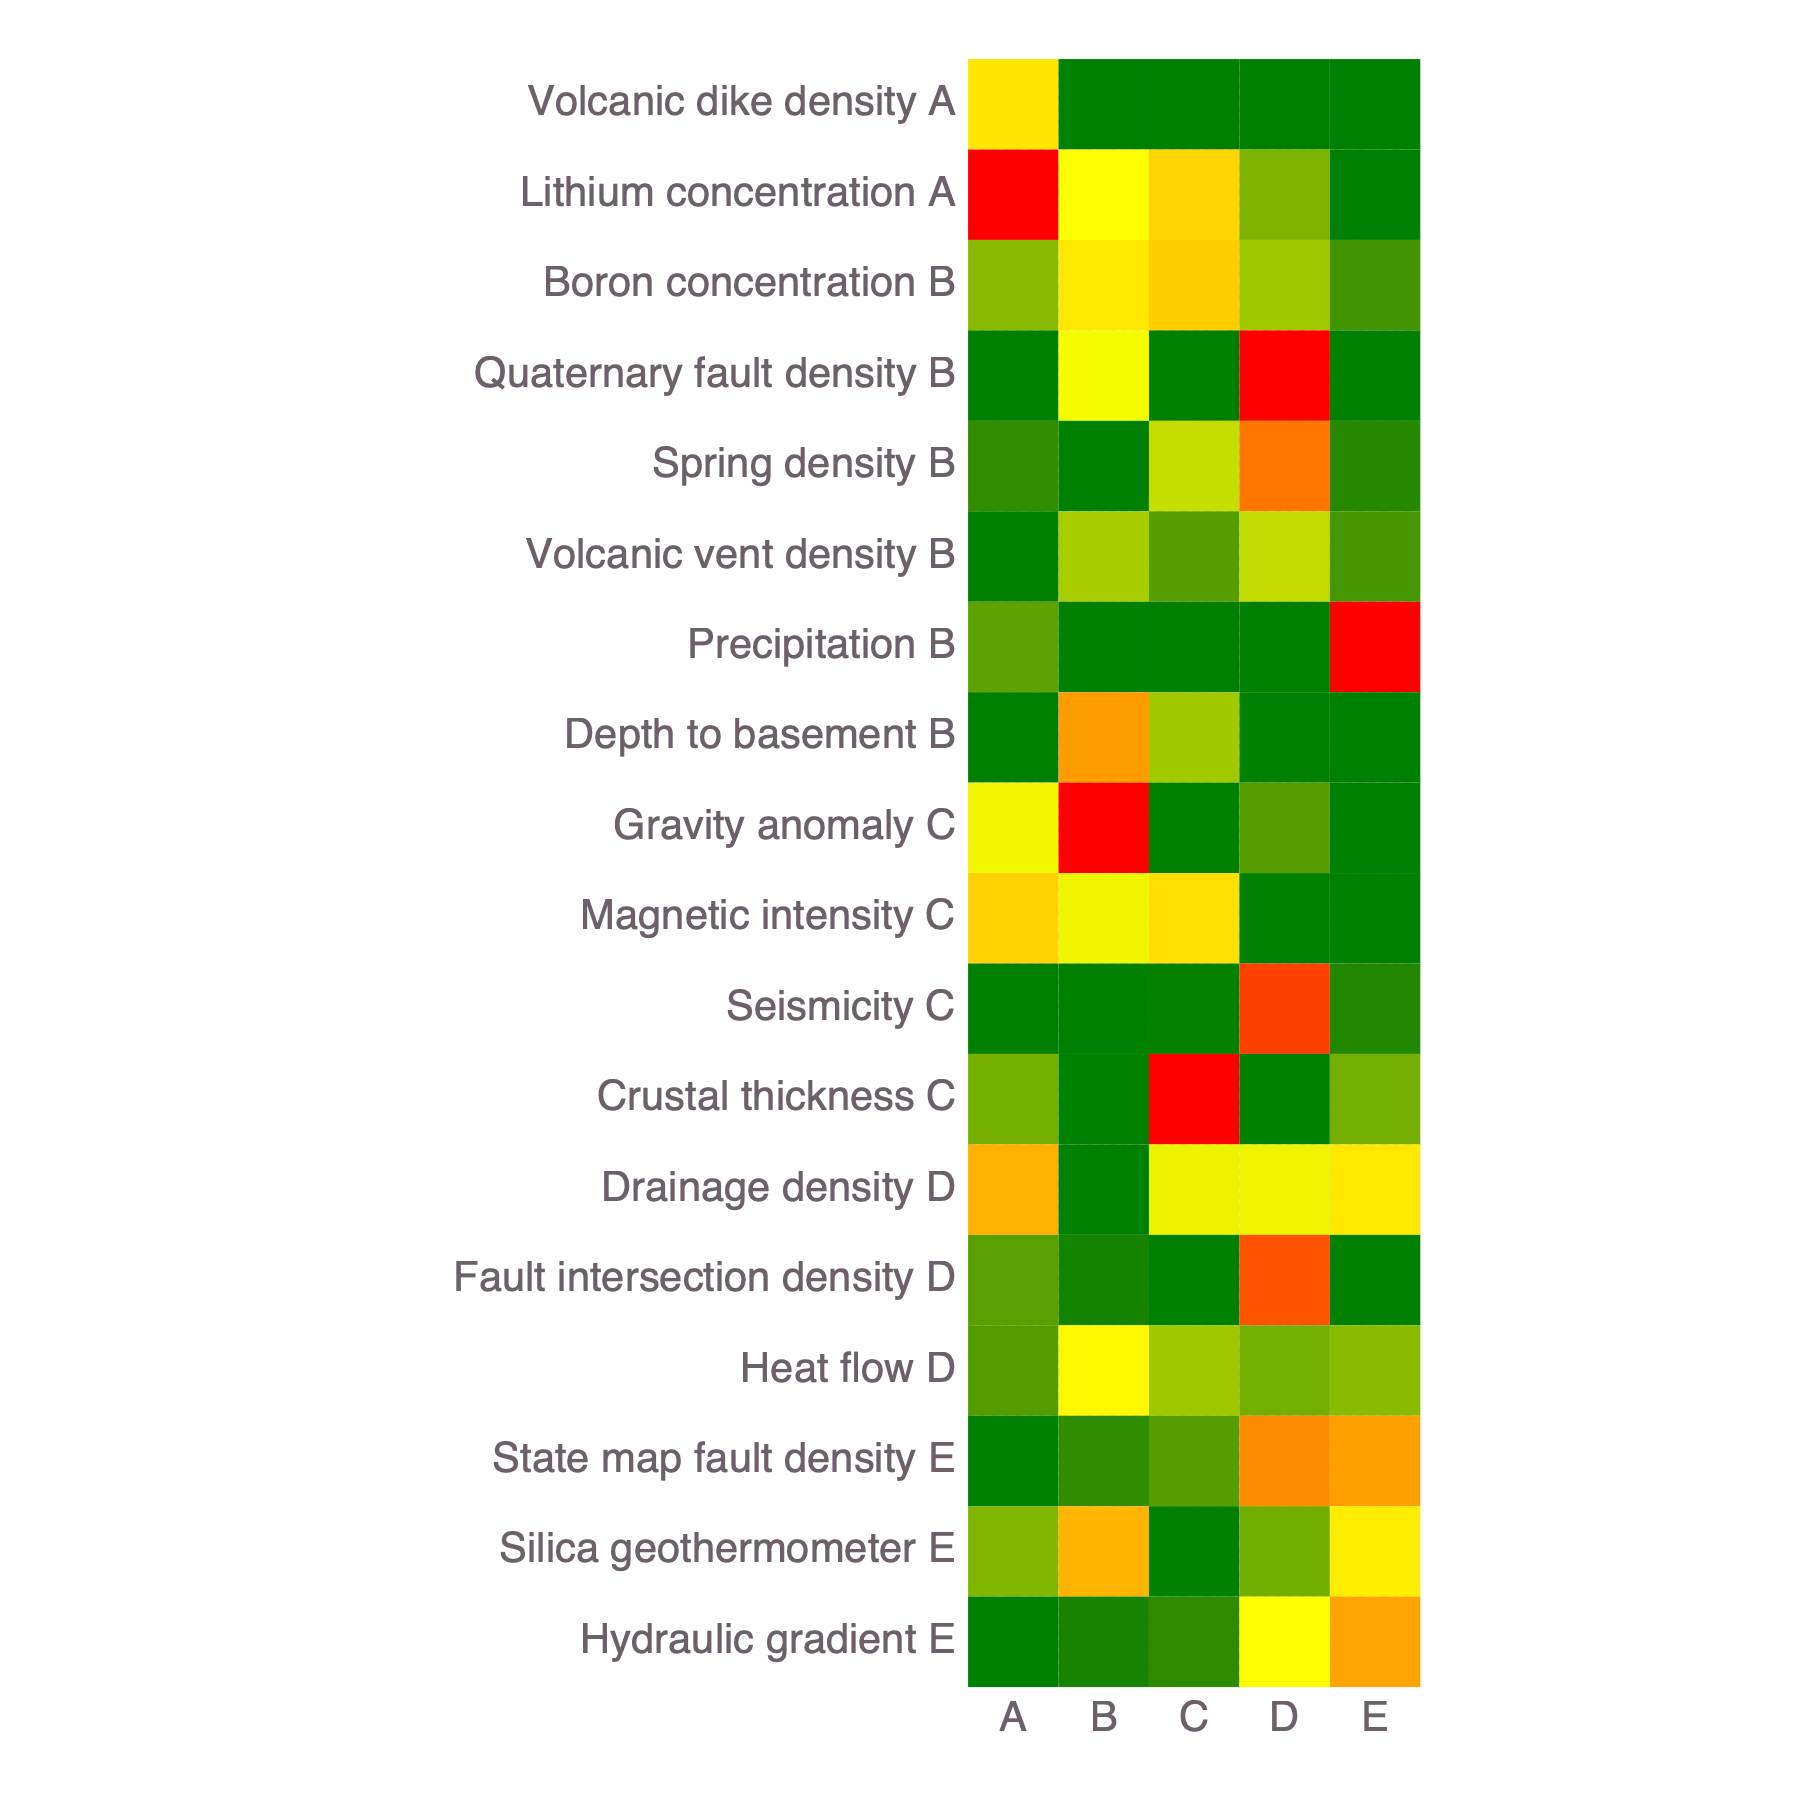 Volcanic dike density A
Lithium concentration A
Boron concentration B
Quaternary fault density B
Spring density B
Volcanic vent density B
Precipitation B
Depth to basement B
Gravity anomaly C
Magnetic intensity C
Seismicity C
Crustal thickness C
Drainage density D
Fault intersection density D
Heat flow D
State map fault density E
Silica geothermometer E
Hydraulic gradient E
A B C D E